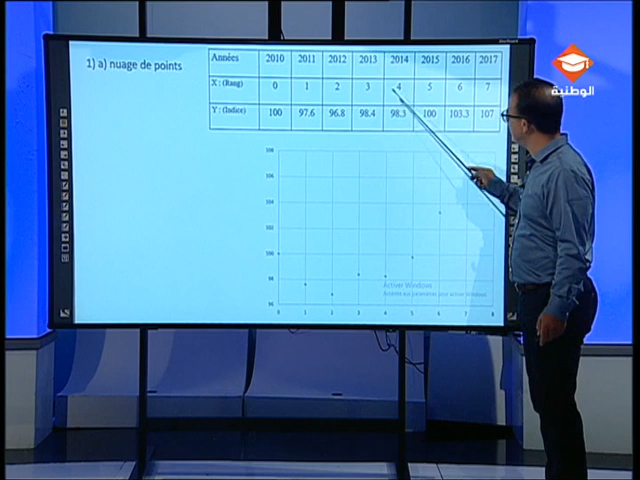 1) a) nuage de points
Années 2010 2011 2012 2013 2014 2015 2016 2017
X : (Rang) 0 1 2 3 4 5 6 7
Y : (Indice) 100 97.6 96.8 98.4 98.3 100 103.3 107
الوطنية
108
106
104
102
100
98
96
0 1 2 3 4 5 6 7 8
Activer Windows